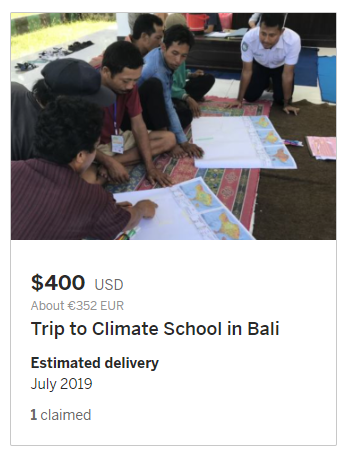 $400 USD
About €352 EUR
Trip to Climate School in Bali
Estimated delivery
July 2019
1 claimed